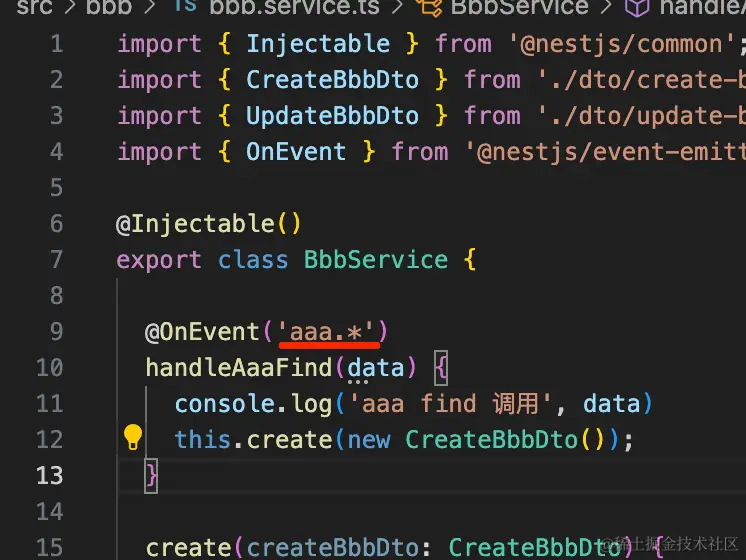 src > bbb > TS bbb.service.ts > BbbService > handleA
1 import { Injectable } from '@nestjs/common';
2 import { CreateBbbDto } from './dto/create-b
3 import { UpdateBbbDto } from './dto/update-b
4 import { OnEvent } from '@nestjs/event-emitt
5
6 @Injectable()
7 export class BbbService {
8
9 @OnEvent('aaa.*')
10 handleAaaFind(data) {
11 console.log('aaa find 调用', data)
12 this.create(new CreateBbbDto());
13 }
14
15 create(createBbbDto: CreateBbbDto) {
@稀土掘金技术社区